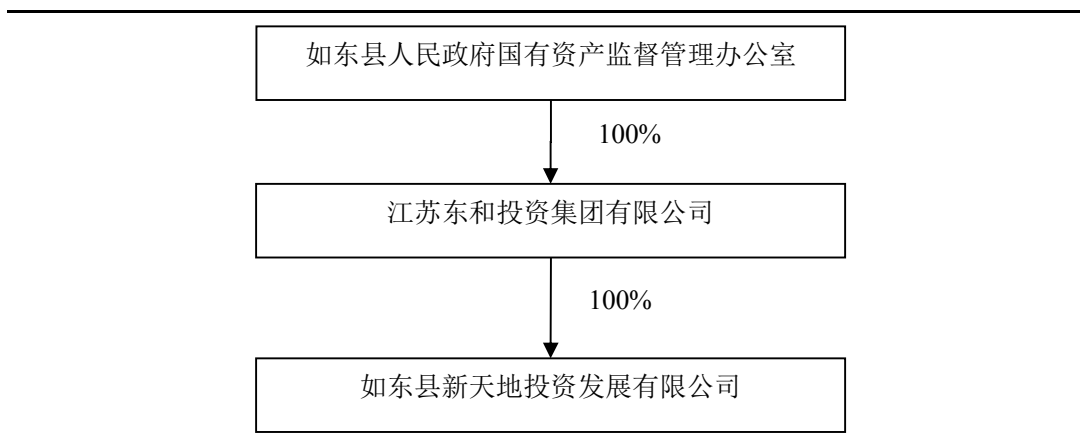 如东县人民政府国有资产监督管理办公室
100%
江苏东和投资集团有限公司
100%
如东县新天地投资发展有限公司